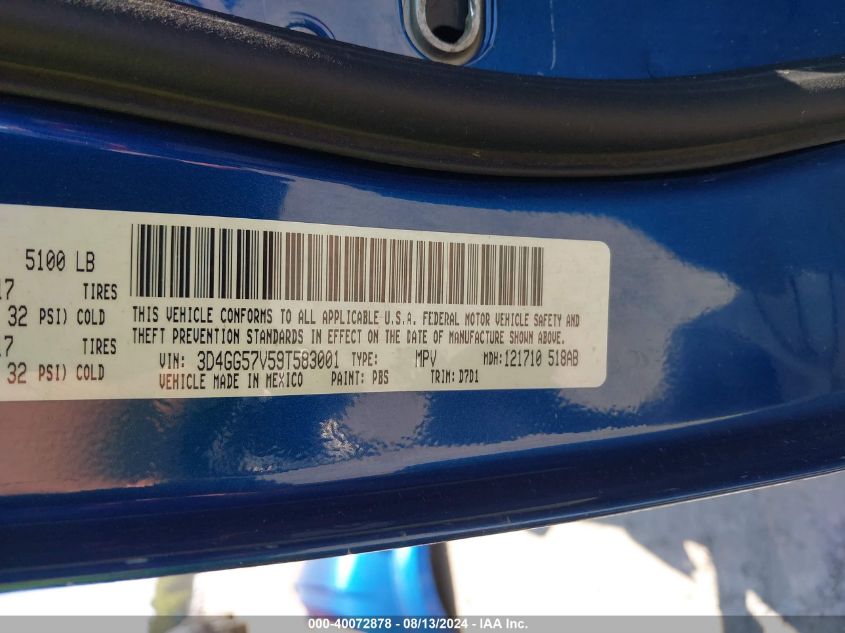 5100 LB
17 TIRES
32 PSI) COLD
17 TIRES
32 PSI) COLD
THIS VEHICLE CONFORMS TO ALL APPLICABLE U.S.A. FEDERAL MOTOR VEHICLE SAFETY AND
THEFT PREVENTION STANDARDS IN EFFECT ON THE DATE OF MANUFACTURE SHOWN ABOVE.
VIN: 3D4GG57V59T583001 TYPE: MPV MDH:121710 518AB
VEHICLE MADE IN MEXICO PAINT: PBS TRIM:D7D1
000-40072878 - 08/13/2024 - IAA Inc.